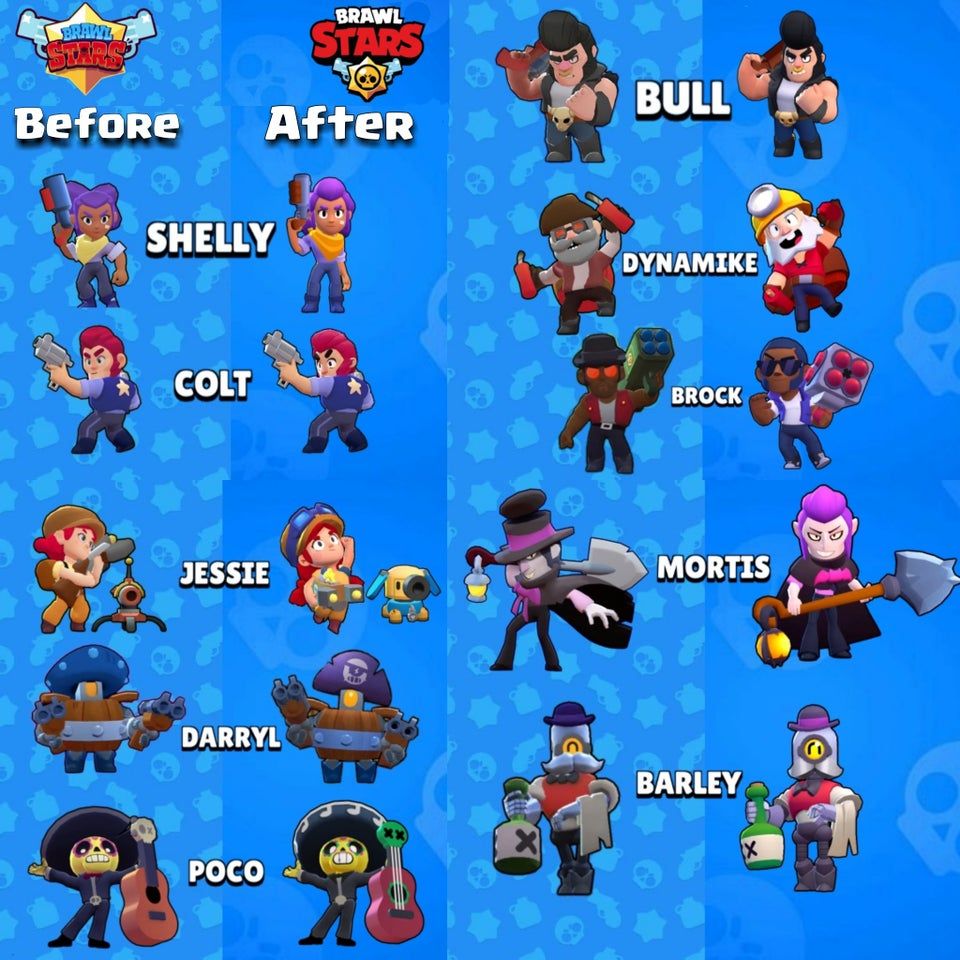 BRAWL
STARS
BRAWL
STARS
Before
After
SHELLY
COLT
JESSIE
DARRYL
POCO
BULL
DYNAMIKE
BROCK
MORTIS
BARLEY